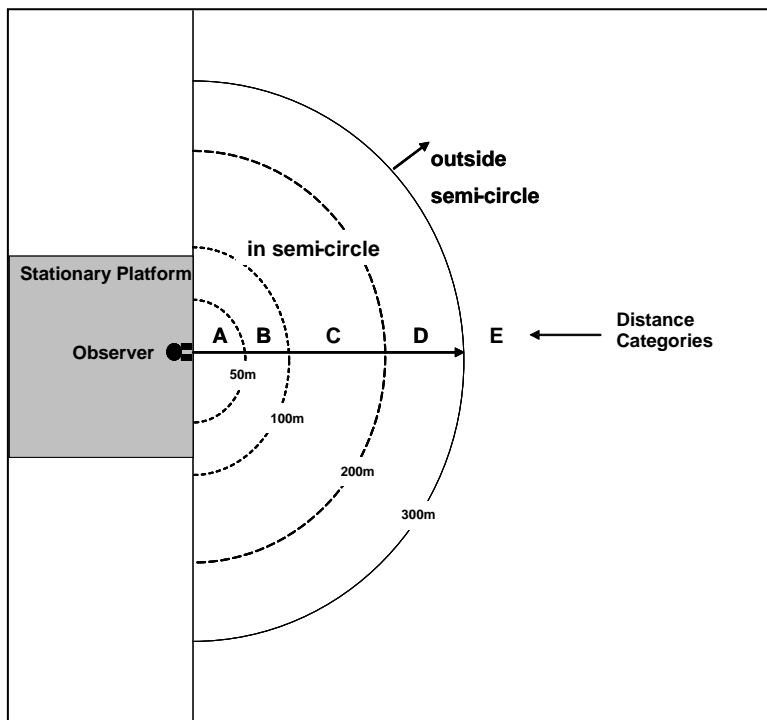 outside
semi-circle
in semi-circle
Stationary Platform
A B C D E
Distance
Categories
Observer
50m
100m
200m
300m